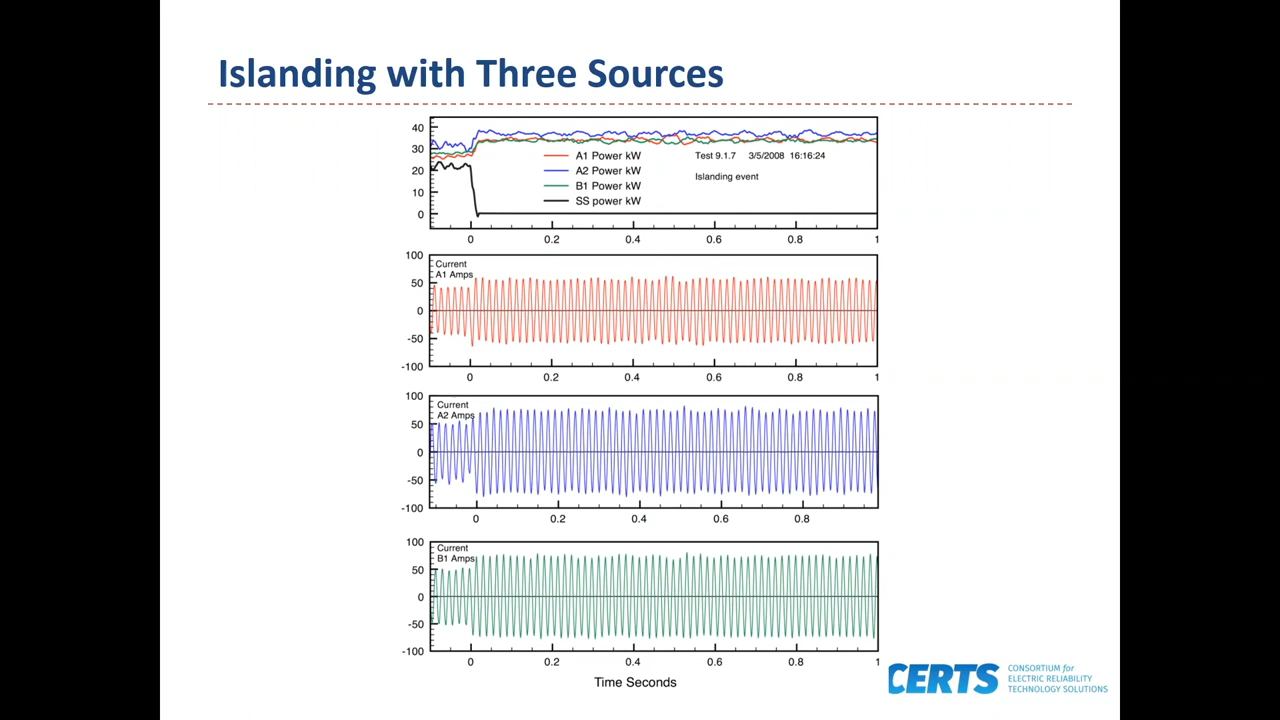 Islanding with Three Sources
40
30
20
10
0
A1 Power kW
A2 Power kW
B1 Power kW
SS power kW
Test 9.1.7 3/5/2008 16:16:24
Islanding event
0 0.2 0.4 0.6 0.8 1
100
50
0
-50
-100
Current
A1 Amps
0 0.2 0.4 0.6 0.8 1
100
50
0
-50
-100
Current
A2 Amps
0 0.2 0.4 0.6 0.8
100
50
0
-50
-100
Current
B1 Amps
0 0.2 0.4 0.6 0.8 1
Time Seconds
CERTS
CONSORTIUM for
ELECTRIC RELIABILITY
TECHNOLOGY SOLUTIONS